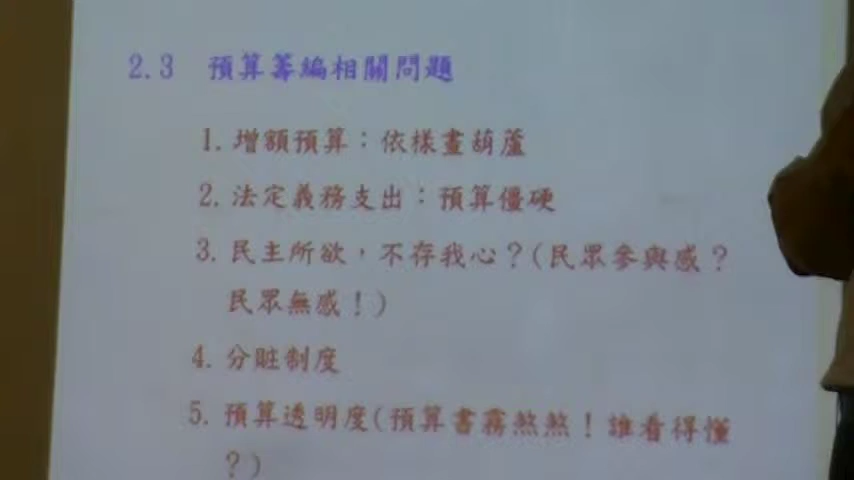 2.3 預算籌編相關問題
1. 增額預算：依樣畫葫蘆
2. 法定義務支出：預算僵硬
3. 民主所欲，不存我心？(民眾參與感？
民眾無感！)
4. 分贓制度
5. 預算透明度(預算書霧煞煞！誰看得懂
？)